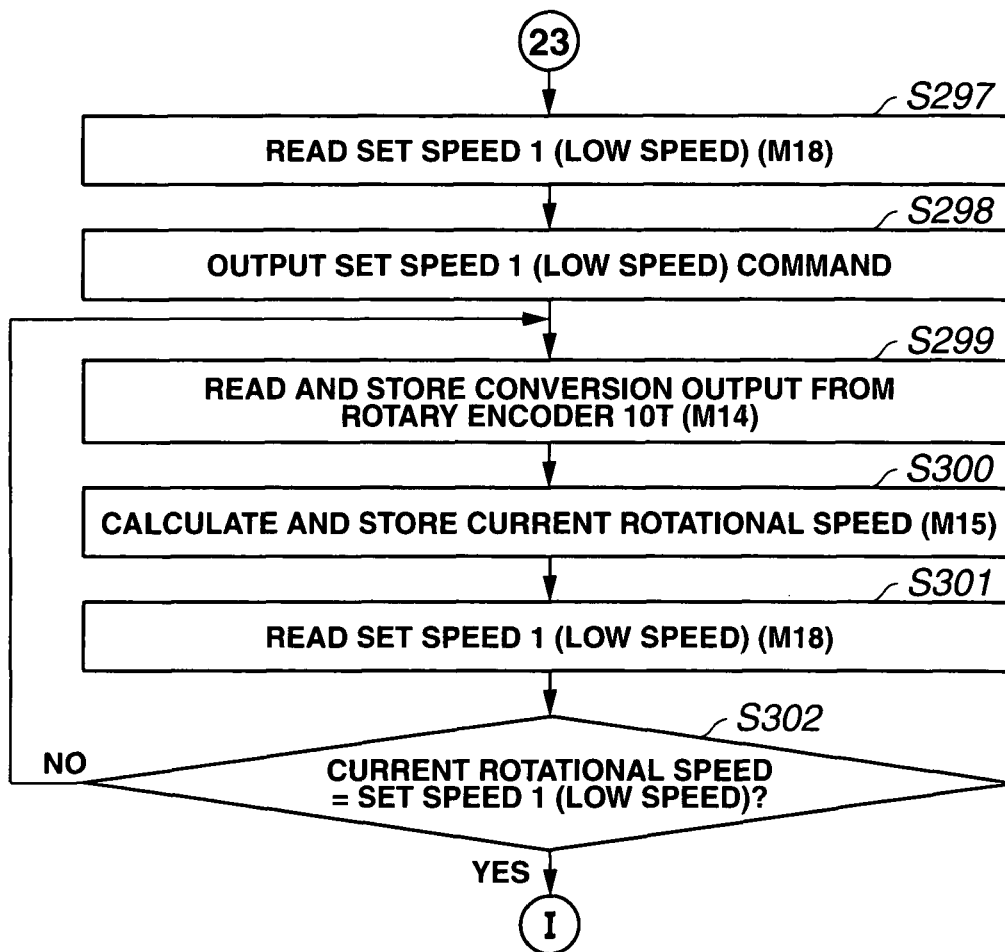 23
S297
READ SET SPEED 1 (LOW SPEED) (M18)
S298
OUTPUT SET SPEED 1 (LOW SPEED) COMMAND
S299
READ AND STORE CONVERSION OUTPUT FROM
ROTARY ENCODER 10T (M14)
S300
CALCULATE AND STORE CURRENT ROTATIONAL SPEED (M15)
S301
READ SET SPEED 1 (LOW SPEED) (M18)
S302
NO
CURRENT ROTATIONAL SPEED
= SET SPEED 1 (LOW SPEED)?
YES
I